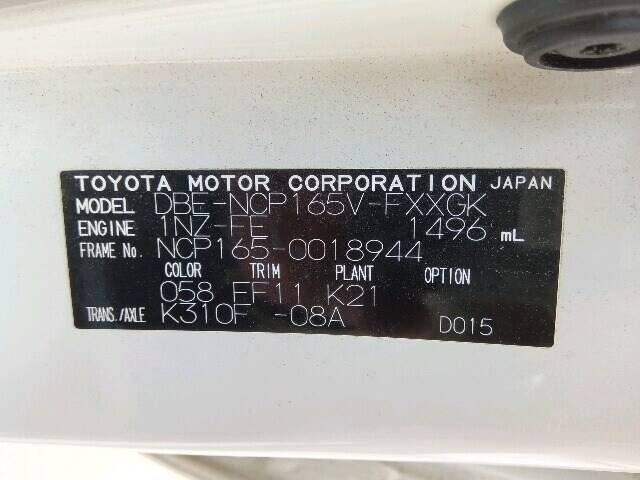 TOYOTA MOTOR CORPORATION JAPAN
MODEL DBE-NCP165V-FXXGK
ENGINE 1NZ-FE 1496 mL
FRAME No. NCP165-0018944
COLOR TRIM PLANT OPTION
058 EF11 K21
TRANS./AXLE K310F -08A D015